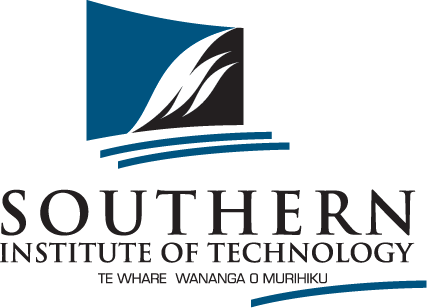 SOUTHERN
INSTITUTE OF TECHNOLOGY
TE WHARE WANANGA O MURIHIKU